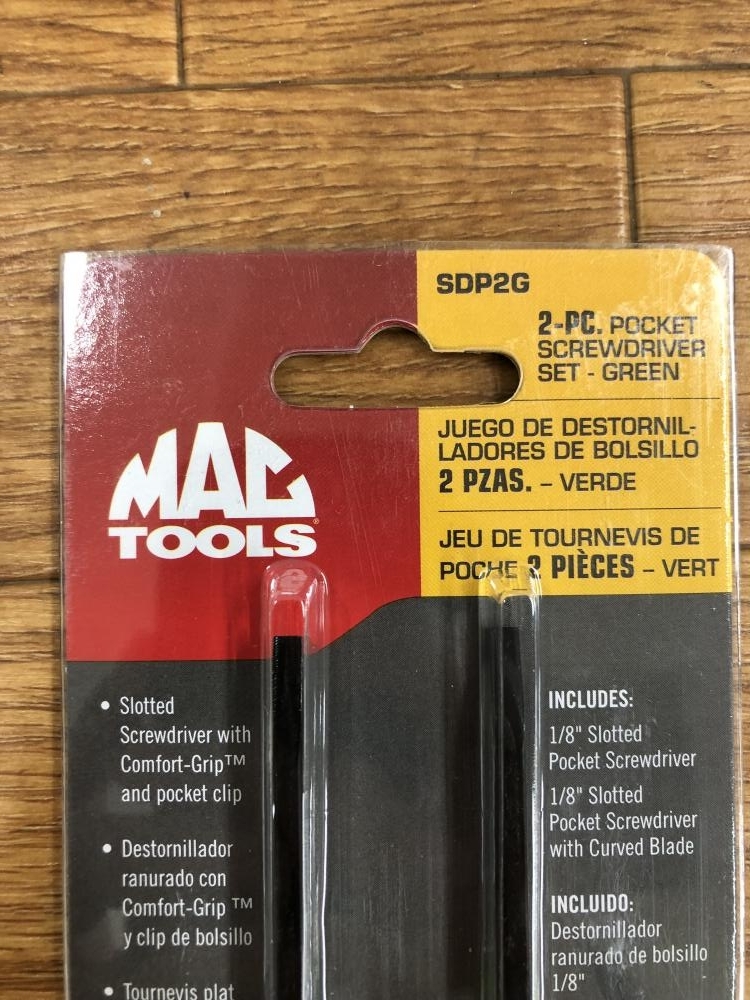 SDP2G
2-PC. POCKET
SCREWDRIVER
SET - GREEN
JUEGO DE DESTORNIL-
LADORES DE BOLSILLO
2 PZAS. – VERDE
JEU DE TOURNEVIS DE
POCHE 2 PIÈCES – VERT
MAC
TOOLS®
• Slotted
Screwdriver with
Comfort-Grip™
and pocket clip
• Destornillador
ranurado con
Comfort-Grip ™
y clip de bolsillo
• Tournevis plat
INCLUDES:
1/8" Slotted
Pocket Screwdriver
1/8" Slotted
Pocket Screwdriver
with Curved Blade
INCLUIDO:
Destornillador
ranurado de bolsillo
1/8"